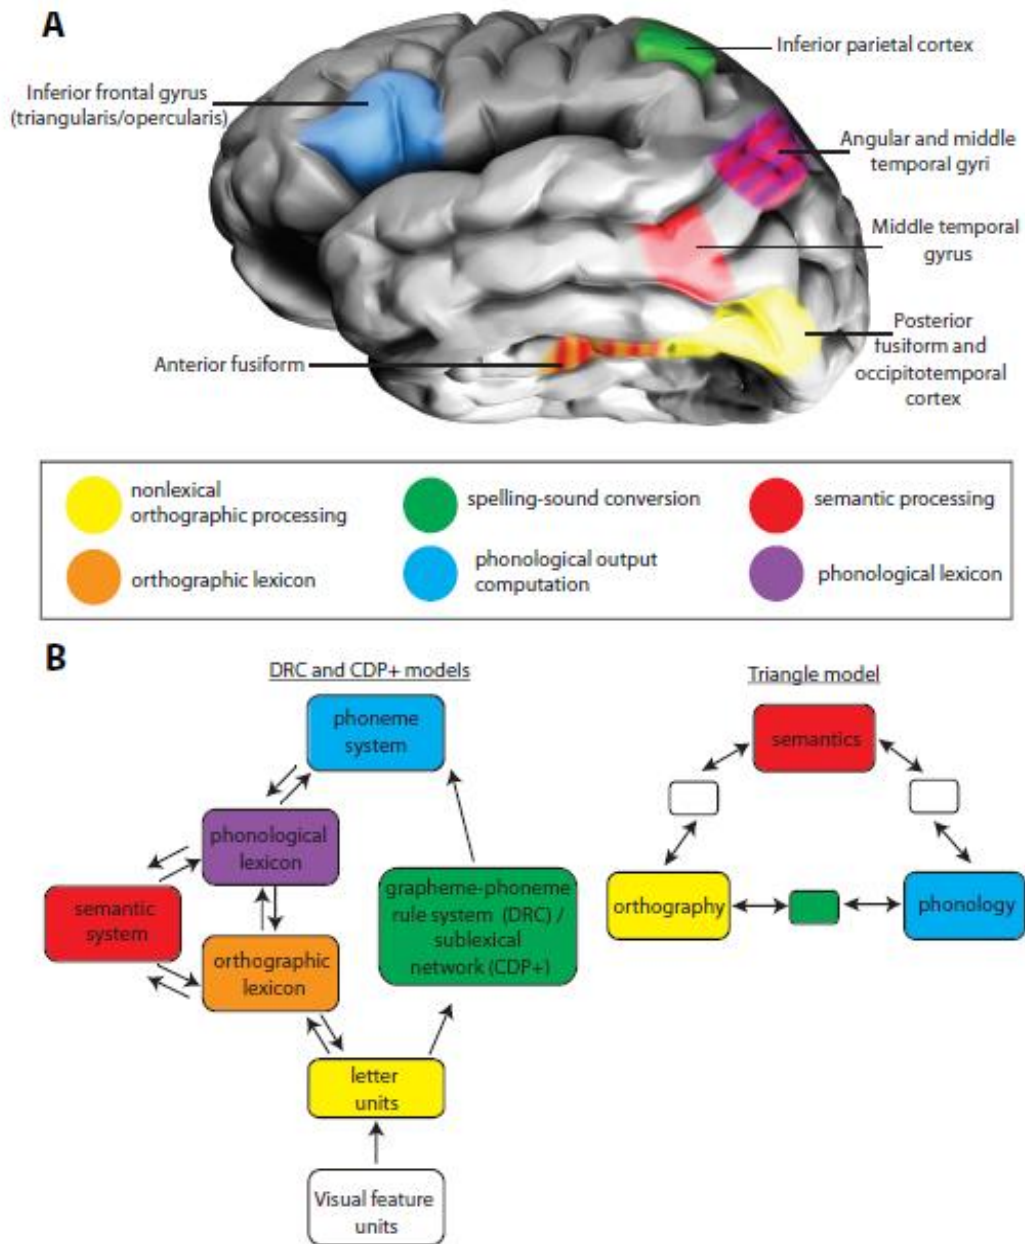 A
Inferior parietal cortex
Inferior frontal gyrus
(triangularis/opercularis)
Angular and middle
temporal gyri
Middle temporal
gyrus
Posterior
fusiform and
occipitotemporal
cortex
Anterior fusiform
nonlexical
orthographic processing
spelling-sound conversion
semantic processing
orthographic lexicon
phonological output
computation
phonological lexicon
B
DRC and CDP+ models
Triangle model
phoneme
system
semantics
phonological
lexicon
semantic
system
grapheme-phoneme
rule system (DRC) /
sublexical
network (CDP+)
orthography
phonology
orthographic
lexicon
letter
units
Visual feature
units